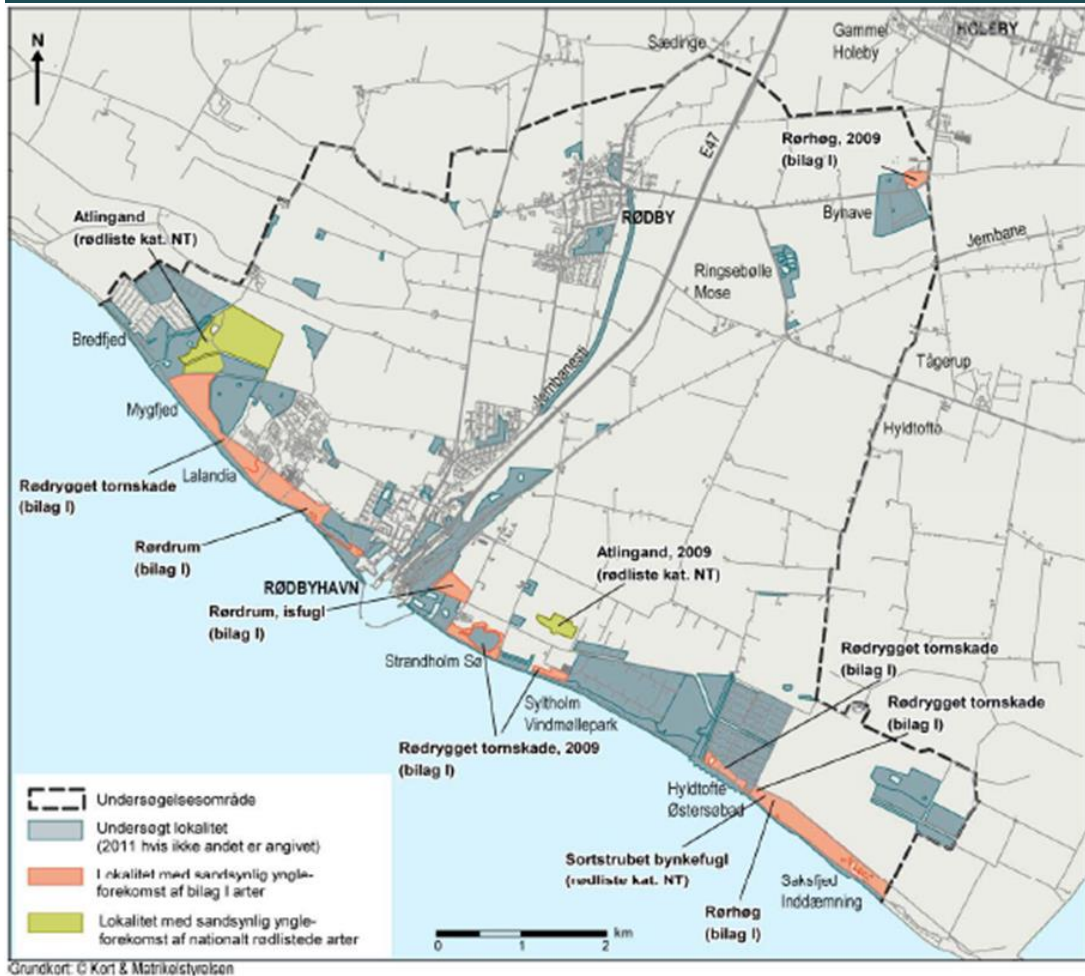 N
Sædinge
Gammel
Holeby
HOLEBY
E47
Rørhøg, 2009
(bilag I)
Atlingand
(rødliste kat. NT)
RØDBY
Byhave
Jernbane
Ringsebølle
Mose
Bredfjed
Tågerup
Jernbanesti
Mygfjed
Hyldtofte
Lalandia
Rødrygget tornskade
(bilag I)
Rørdrum
(bilag I)
Atlingand, 2009
(rødliste kat. NT)
RØDBYHAVN
Rørdrum, isfugl
(bilag I)
Rødrygget tornskade
(bilag I)
Strandholm Sø
Rødrygget tornskade
(bilag I)
Syltholm
Vindmøllepark
Rødrygget tornskade, 2009
(bilag I)
Hyldtofte
Østersøbad
Sortstrubet bynkefugl
(rødliste kat. NT)
Saksfjed
Inddæmning
Rørhøg
(bilag I)
Undersøgelsesområde
Undersøgt lokalitet
(2011 hvis ikke andet er angivet)
Lokalitet med sandsynlig yngle-
forekomst af bilag I arter
Lokalitet med sandsynlig yngle-
forekomst af nationalt rødlistede arter
km
0 1 2
Grundkort: © Kort & Matrikelstyrelsen